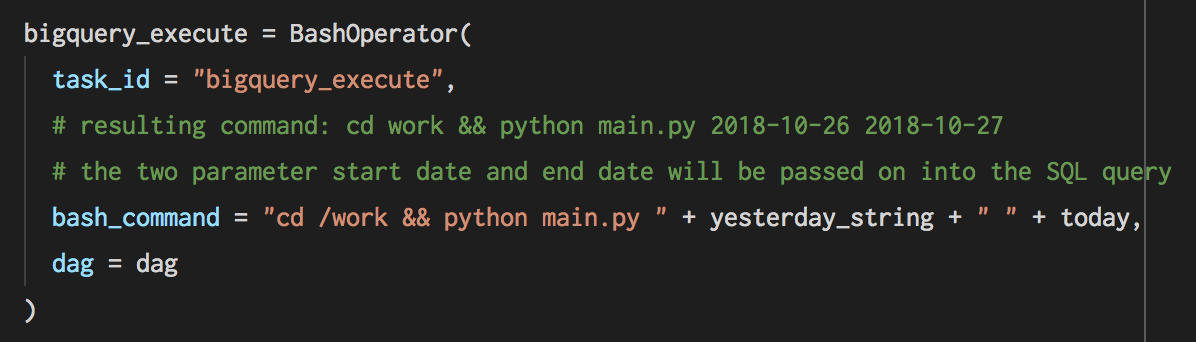 bigquery_execute = BashOperator(
task_id = "bigquery_execute",
# resulting command: cd work && python main.py 2018-10-26 2018-10-27
# the two parameter start date and end date will be passed on into the SQL query
bash_command = "cd /work && python main.py " + yesterday_string + " " + today,
dag = dag
)